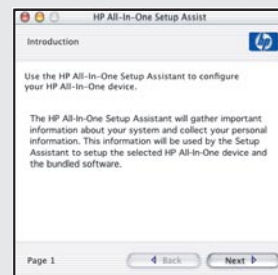 HP All-In-One Setup Assist
Introduction
hp
Use the HP All-In-One Setup Assistant to configure
your HP All-In-One device.
The HP All-In-One Setup Assistant will gather important
information about your system and collect your personal
information. This information will be used by the Setup
Assistant to setup the selected HP All-In-One device and
the bundled software.
Page 1
Back
Next